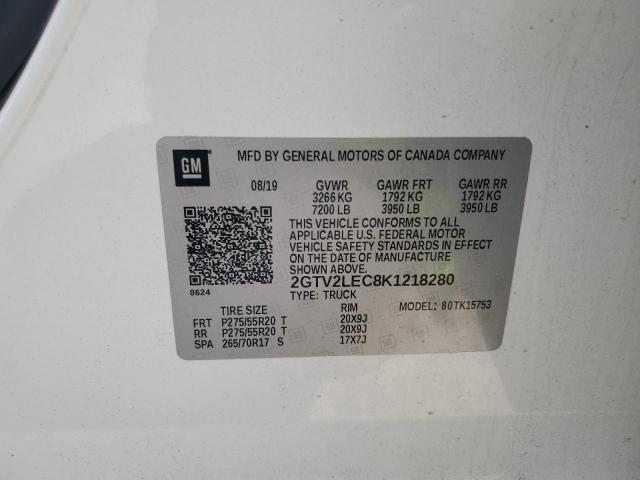 GM
MFD BY GENERAL MOTORS OF CANADA COMPANY
08/19 GVWR GAWR FRT GAWR RR
3266 KG 1792 KG 1792 KG
7200 LB 3950 LB 3950 LB
THIS VEHICLE CONFORMS TO ALL
APPLICABLE U.S. FEDERAL MOTOR
VEHICLE SAFETY STANDARDS IN EFFECT
ON THE DATE OF MANUFACTURE
SHOWN ABOVE.
8624
2GTV2LEC8K1218280
TYPE: TRUCK
MODEL: 80TK15753
TIRE SIZE RIM
FRT P275/55R20 T 20X9J
RR P275/55R20 T 20X9J
SPA 265/70R17 S 17X7J